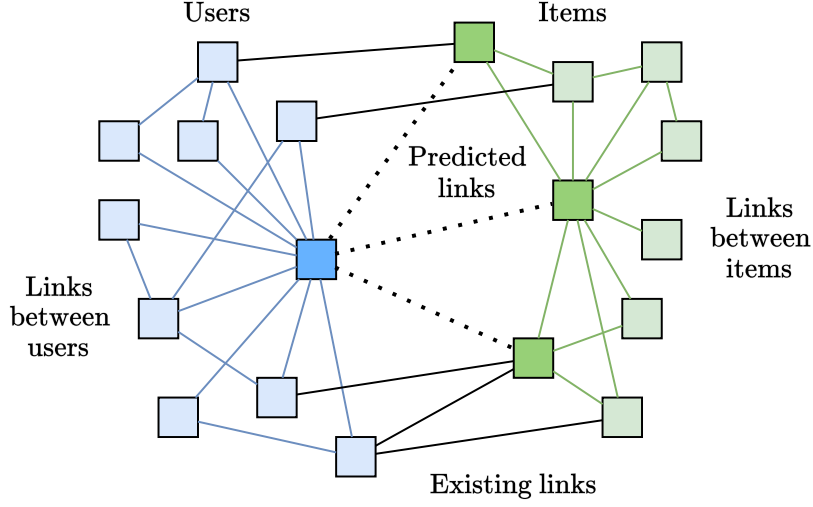 Users
Items
Predicted
links
Links
between
items
Links
between
users
Existing links